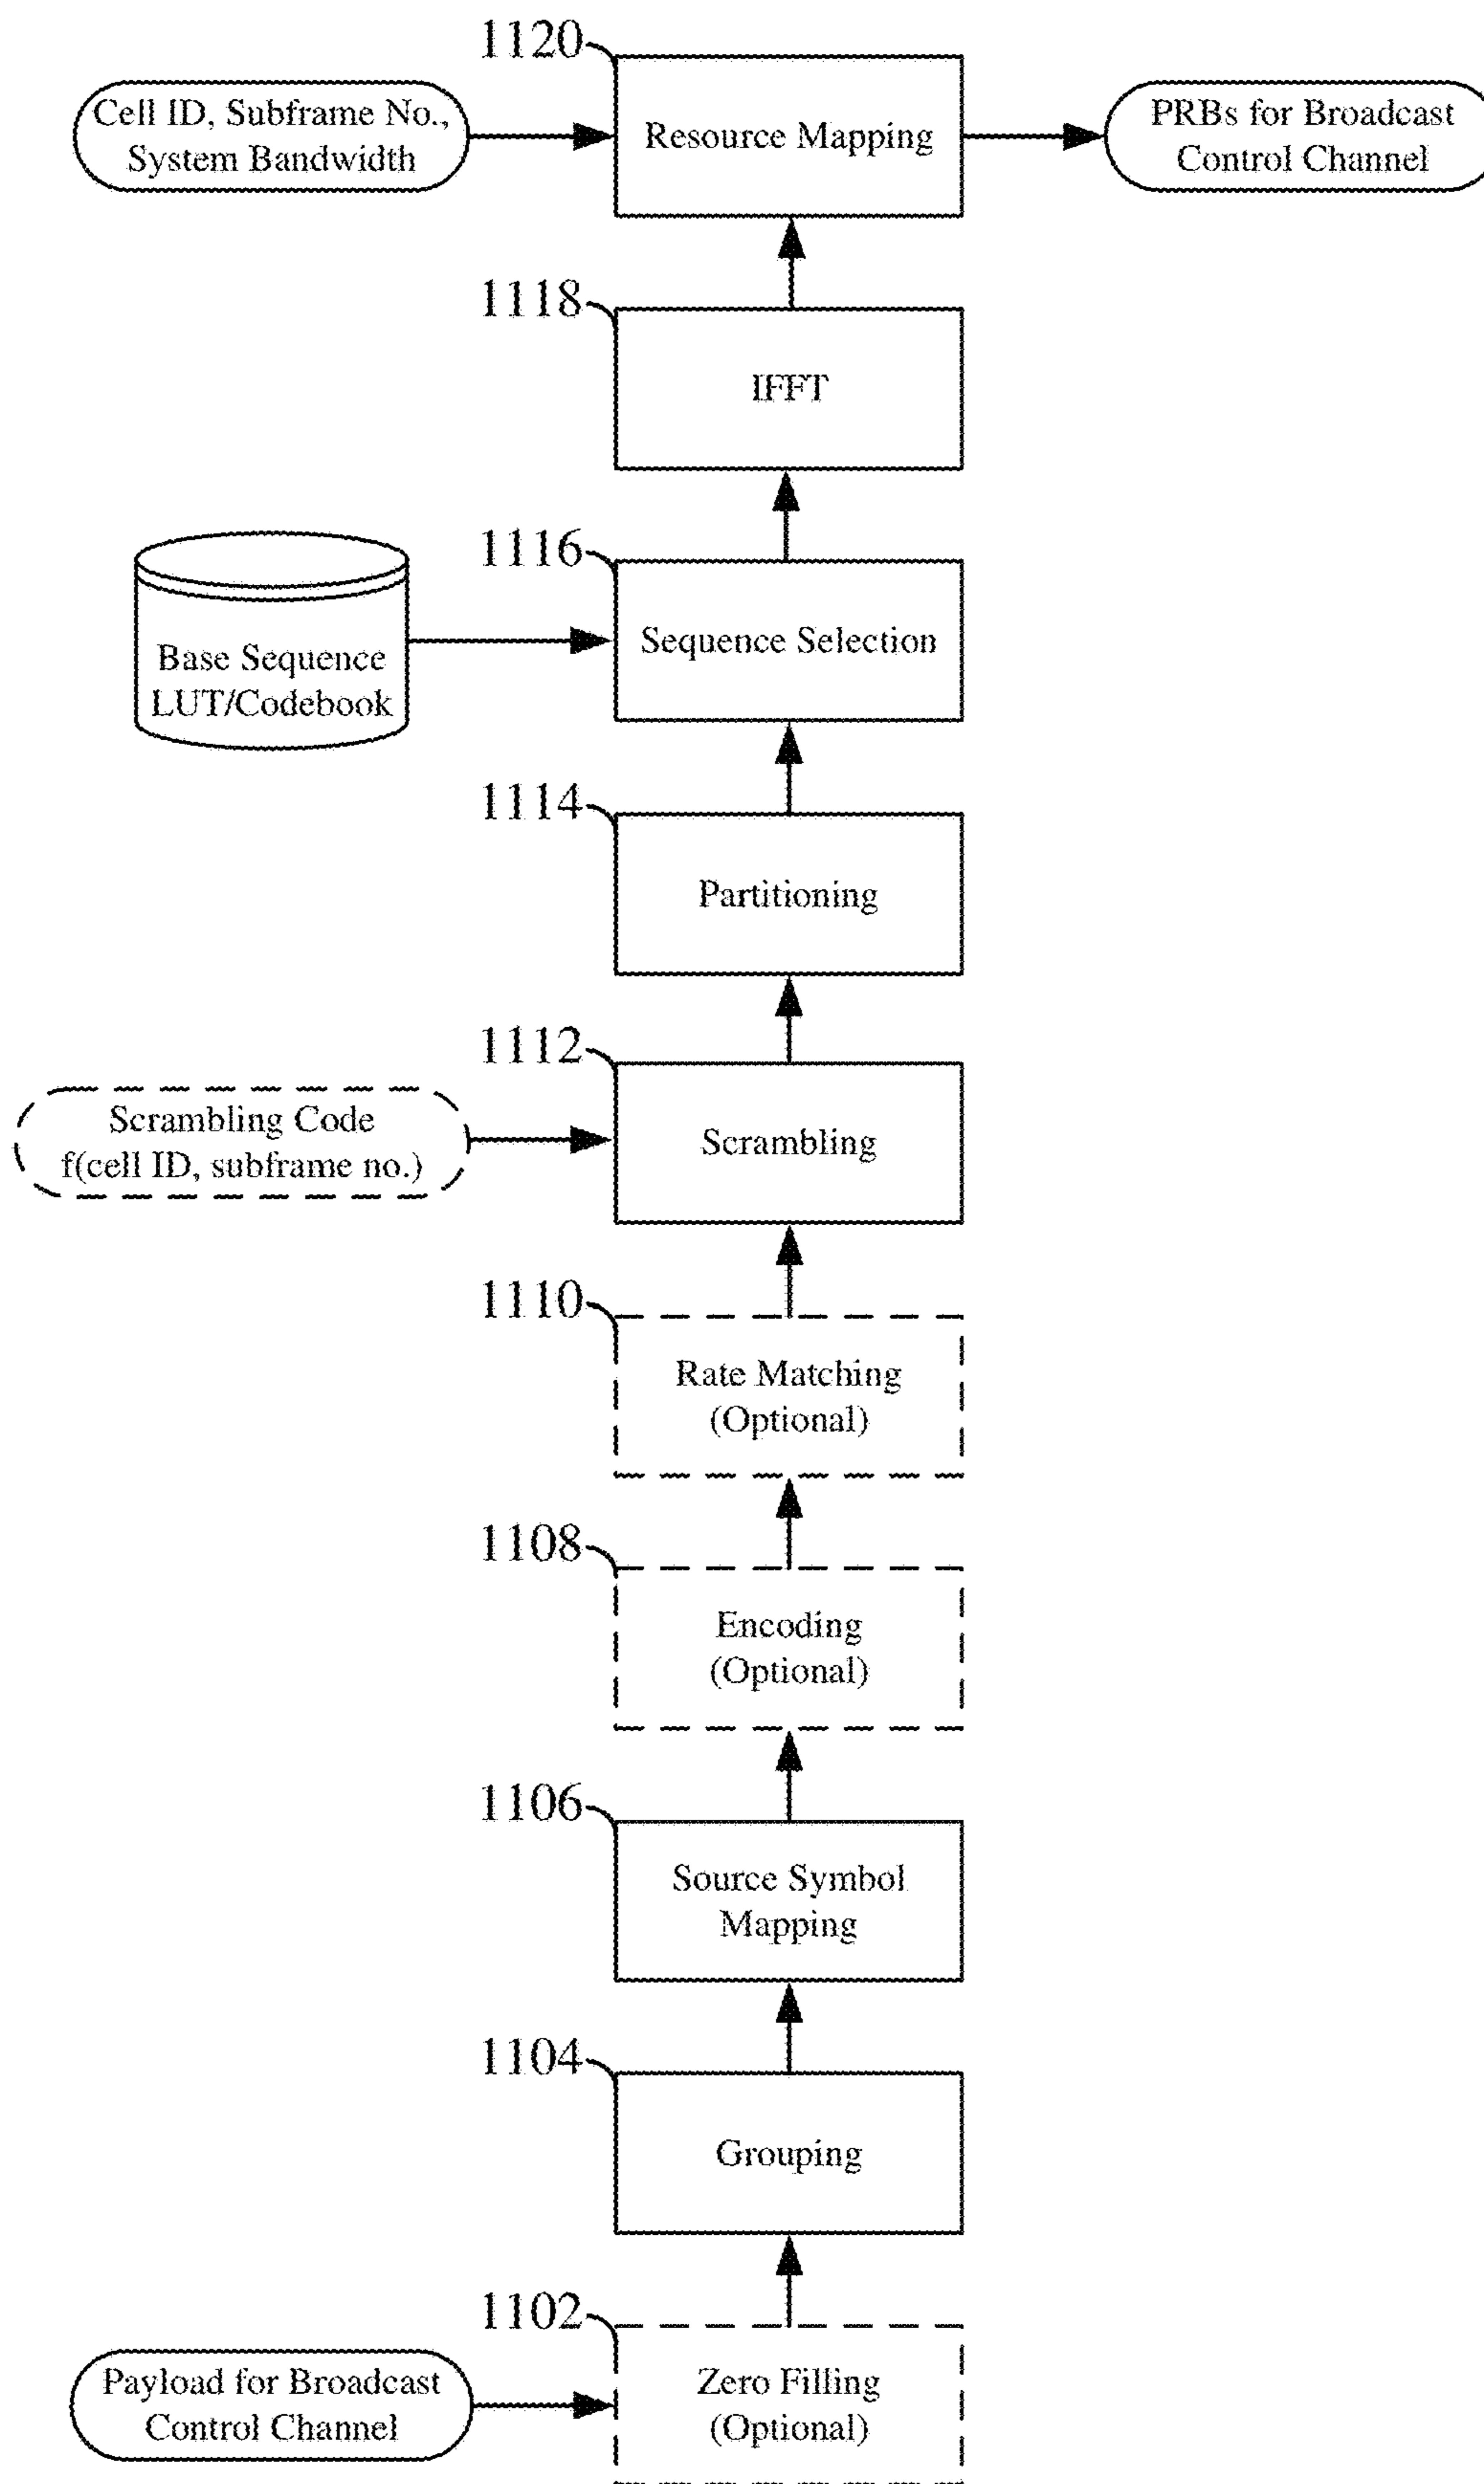 1120
Cell ID, Subframe No.,
System Bandwidth
Resource Mapping
PRBs for Broadcast
Control Channel
1118
IFFT
1116
Base Sequence
LUT/Codebook
Sequence Selection
1114
Partitioning
1112
Scrambling Code
f(cell ID, subframe no.)
Scrambling
1110
Rate Matching
(Optional)
1108
Encoding
(Optional)
1106
Source Symbol
Mapping
1104
Grouping
1102
Payload for Broadcast
Control Channel
Zero Filling
(Optional)